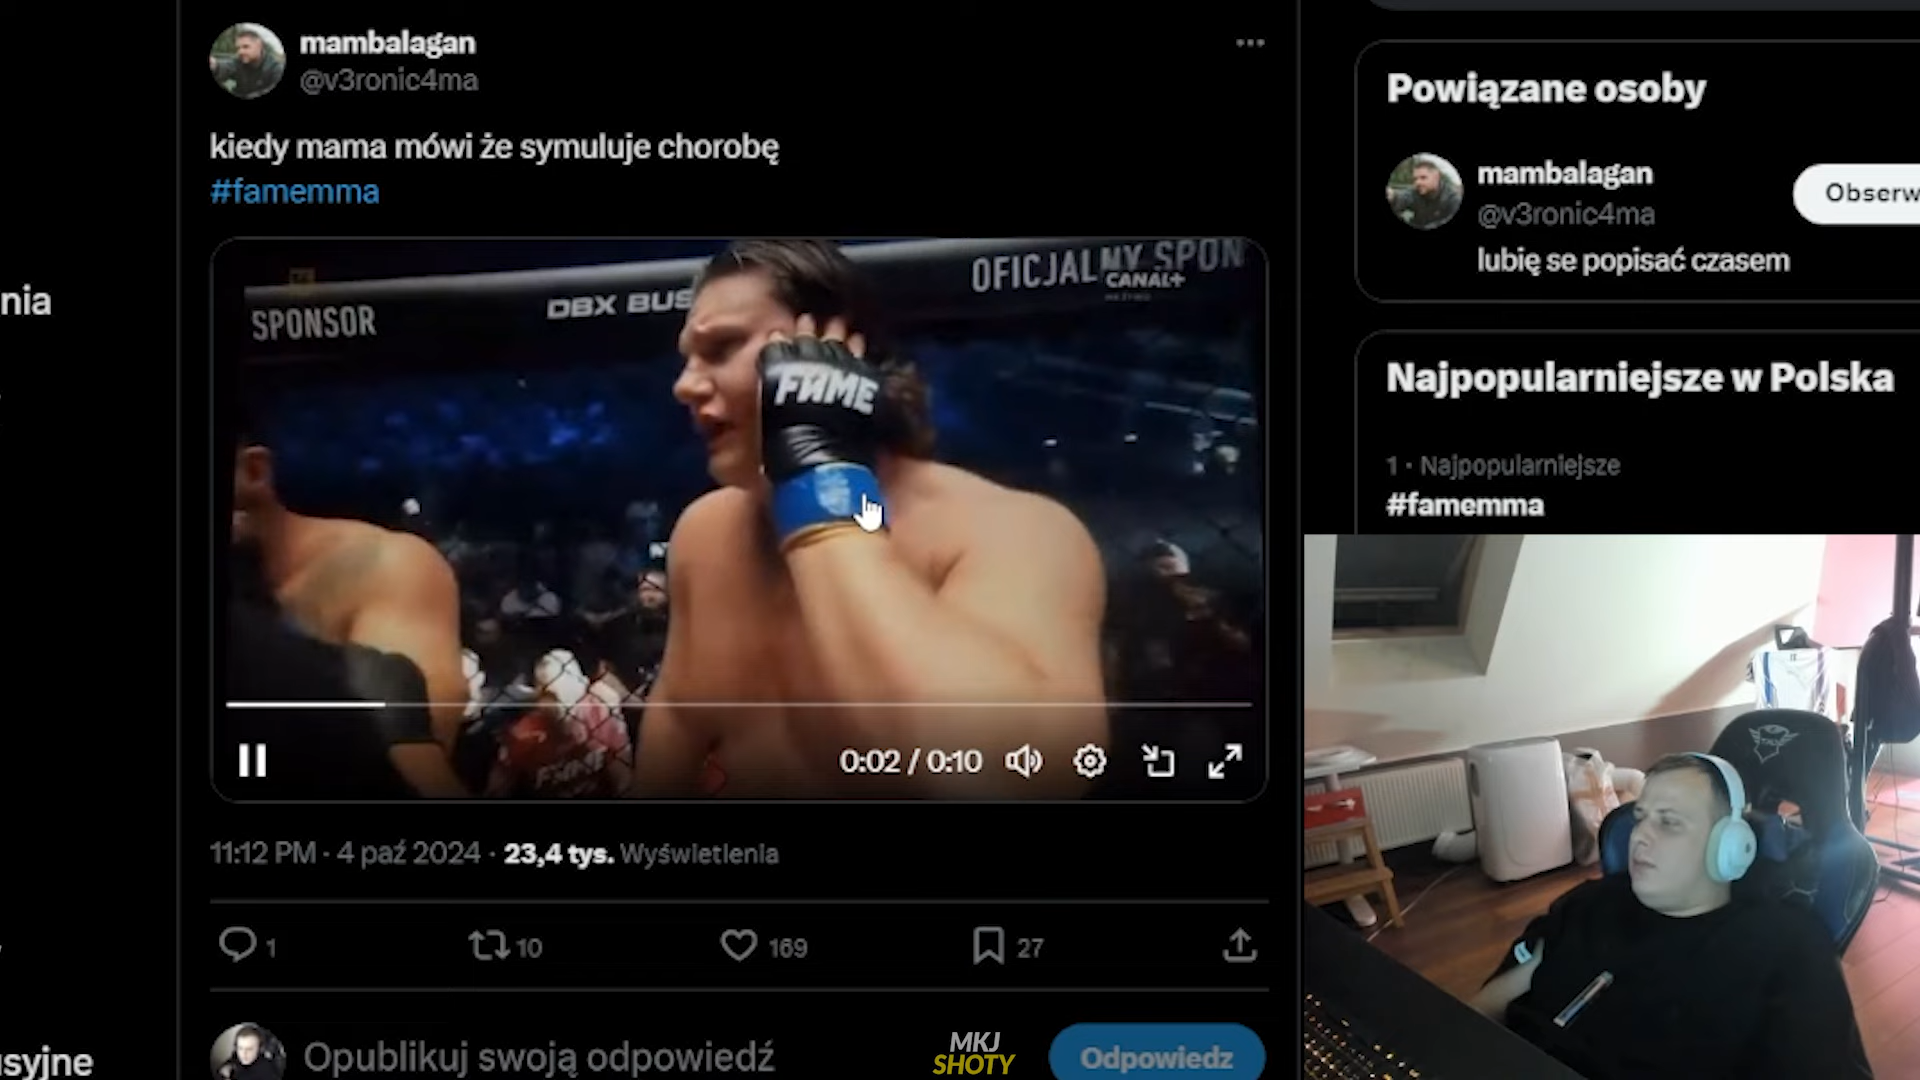 mambalagan
@v3ronic4ma
kiedy mama mówi że symuluje chorobę
#famemma
SPONSOR
DBX BUS
OFICJALNY SPON
CANAL+
FAME
0:02 / 0:10
11:12 PM · 4 paź 2024 · 23,4 tys. Wyświetlenia
1
10
169
27
Opublikuj swoją odpowiedź
MKJ
SHOTY
Odpowiedz
nia
usyjne
Powiązane osoby
mambalagan
@v3ronic4ma
Obserw
lubię se popisać czasem
Najpopularniejsze w Polska
1 · Najpopularniejsze
#famemma